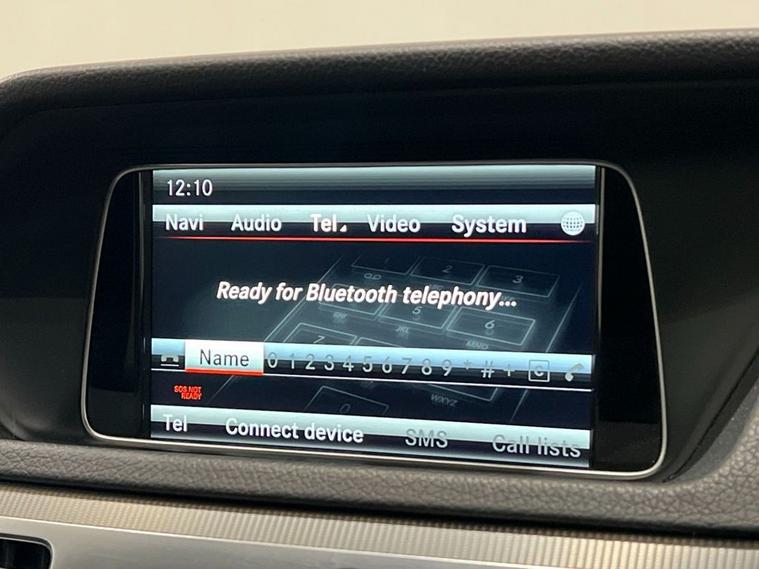 12:10
Navi Audio Tel Video System
Ready for Bluetooth telephony...
Name 0 1 2 3 4 5 6 7 8 9 * # + C
SOS NOT
READY
Tel Connect device SMS Call lists